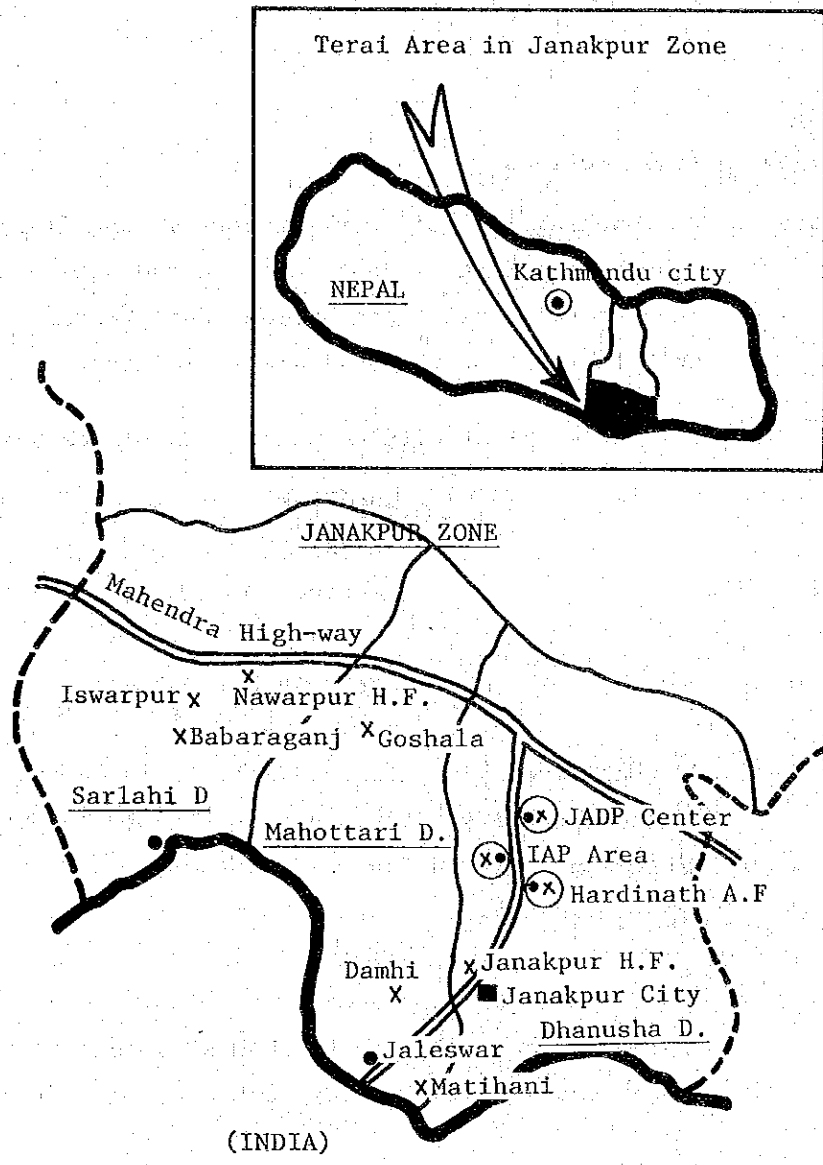 Terai Area in Janakpur Zone
Kathmandu city
NEPAL
JANAKPUR ZONE
Mahendra High-way
Iswarpur
Nawarpur H.F.
Babaraganj
Goshala
Sarlahi D
Mahottari D.
JADP Center
IAP Area
Hardinath A.F
Damhi
Janakpur H.F.
Janakpur City
Dhanusha D.
Jaleswar
Matihani
(INDIA)